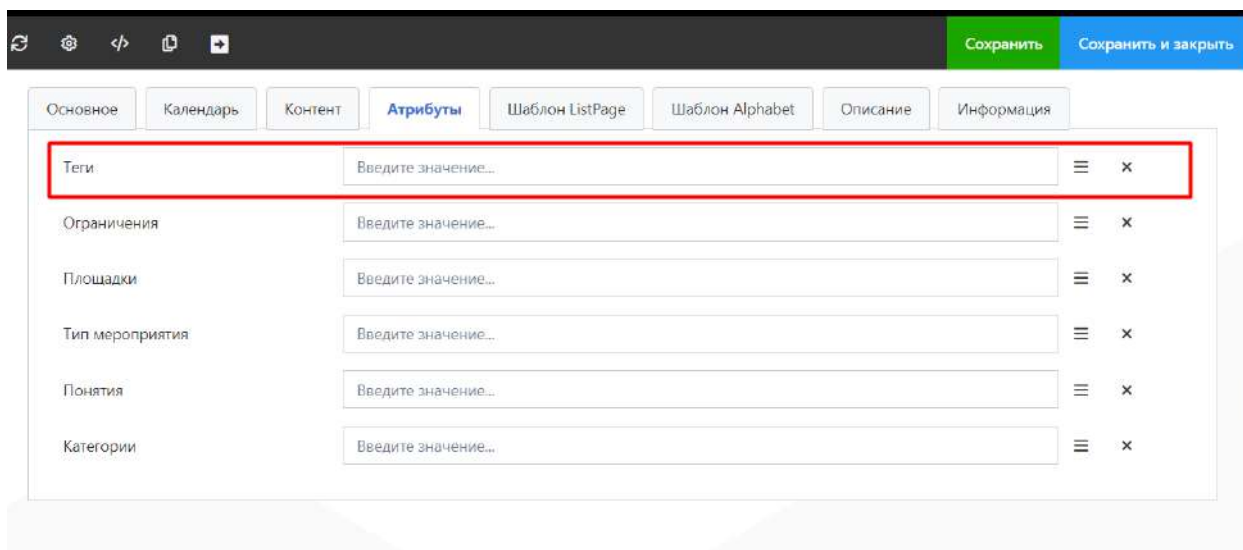 Сохранить Сохранить и закрыть
Основное Календарь Контент Атрибуты Шаблон ListPage Шаблон Alphabet Описание Информация
Теги Введите значение...
Ограничения Введите значение...
Площадки Введите значение...
Тип мероприятия Введите значение...
Понятия Введите значение...
Категории Введите значение...